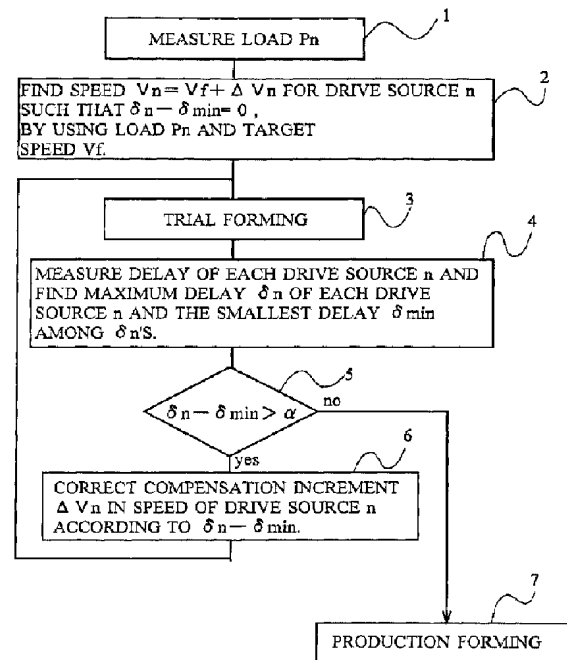 1
MEASURE LOAD Pn
2
FIND SPEED Vn= Vf+ Δ Vn FOR DRIVE SOURCE n
SUCH THAT δn− δmin= 0 ,
BY USING LOAD Pn AND TARGET
SPEED Vf.
3
TRIAL FORMING
4
MEASURE DELAY OF EACH DRIVE SOURCE n AND
FIND MAXIMUM DELAY δn OF EACH DRIVE
SOURCE n AND THE SMALLEST DELAY δmin
AMONG δn'S.
5
δn− δmin> α
no
yes
6
CORRECT COMPENSATION INCREMENT
Δ Vn IN SPEED OF DRIVE SOURCE n
ACCORDING TO δn− δmin.
7
PRODUCTION FORMING